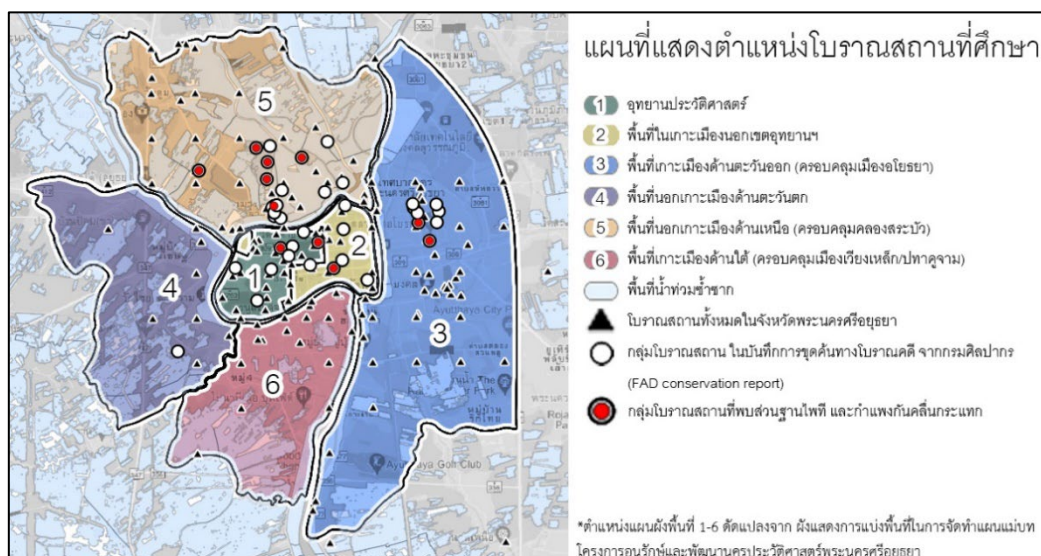 แผนที่แสดงตำแหน่งโบราณสถานที่ศึกษา
1 อุทยานประวัติศาสตร์
2 พื้นที่ในเกาะเมืองนอกเขตอุทยานฯ
3 พื้นที่เกาะเมืองด้านตะวันออก (ครอบคลุมเมืองอโยธยา)
4 พื้นที่นอกเกาะเมืองด้านตะวันตก
5 พื้นที่นอกเกาะเมืองด้านเหนือ (ครอบคลุมคลองสระบัว)
6 พื้นที่เกาะเมืองด้านใต้ (ครอบคลุมเมืองเวียงเหล็ก/ปทาคูจาม)
พื้นที่น้ำท่วมซ้ำซาก
โบราณสถานทั้งหมดในจังหวัดพระนครศรีอยุธยา
กลุ่มโบราณสถาน ในบันทึกการขุดค้นทางโบราณคดี จากกรมศิลปากร
(FAD conservation report)
กลุ่มโบราณสถานที่พบส่วนฐานไพที และกำแพงกันคลื่นกระแทก
*ตำแหน่งแผนผังพื้นที่ 1-6 ดัดแปลงจาก ผังแสดงการแบ่งพื้นที่ในการจัดทำแผนแม่บท
โครงการอนุรักษ์และพัฒนานครประวัติศาสตร์พระนครศรีอยุธยา
5
2
1
4
3
6
Ayutthaya City P
Ayutthaya Golf Club